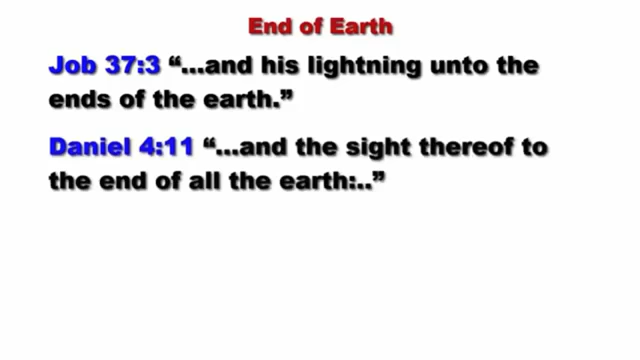 End of Earth
Job 37:3 “...and his lightning unto the
ends of the earth.”
Daniel 4:11 “...and the sight thereof to
the end of all the earth:..”